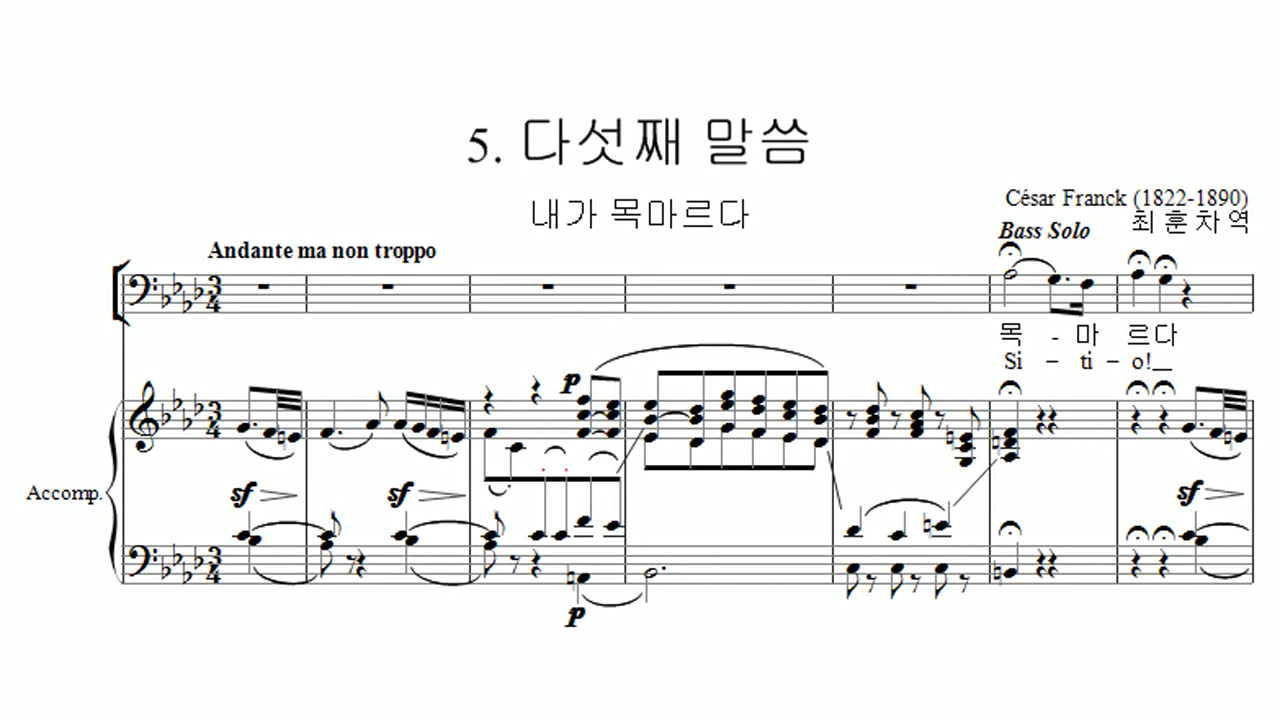 5. 다섯째 말씀
내가 목마르다
César Franck (1822-1890)
최 훈 차 역
Andante ma non troppo
Bass Solo
목 - 마 르다
Si – ti – o!__
p
Accomp.
sf sf sf
p